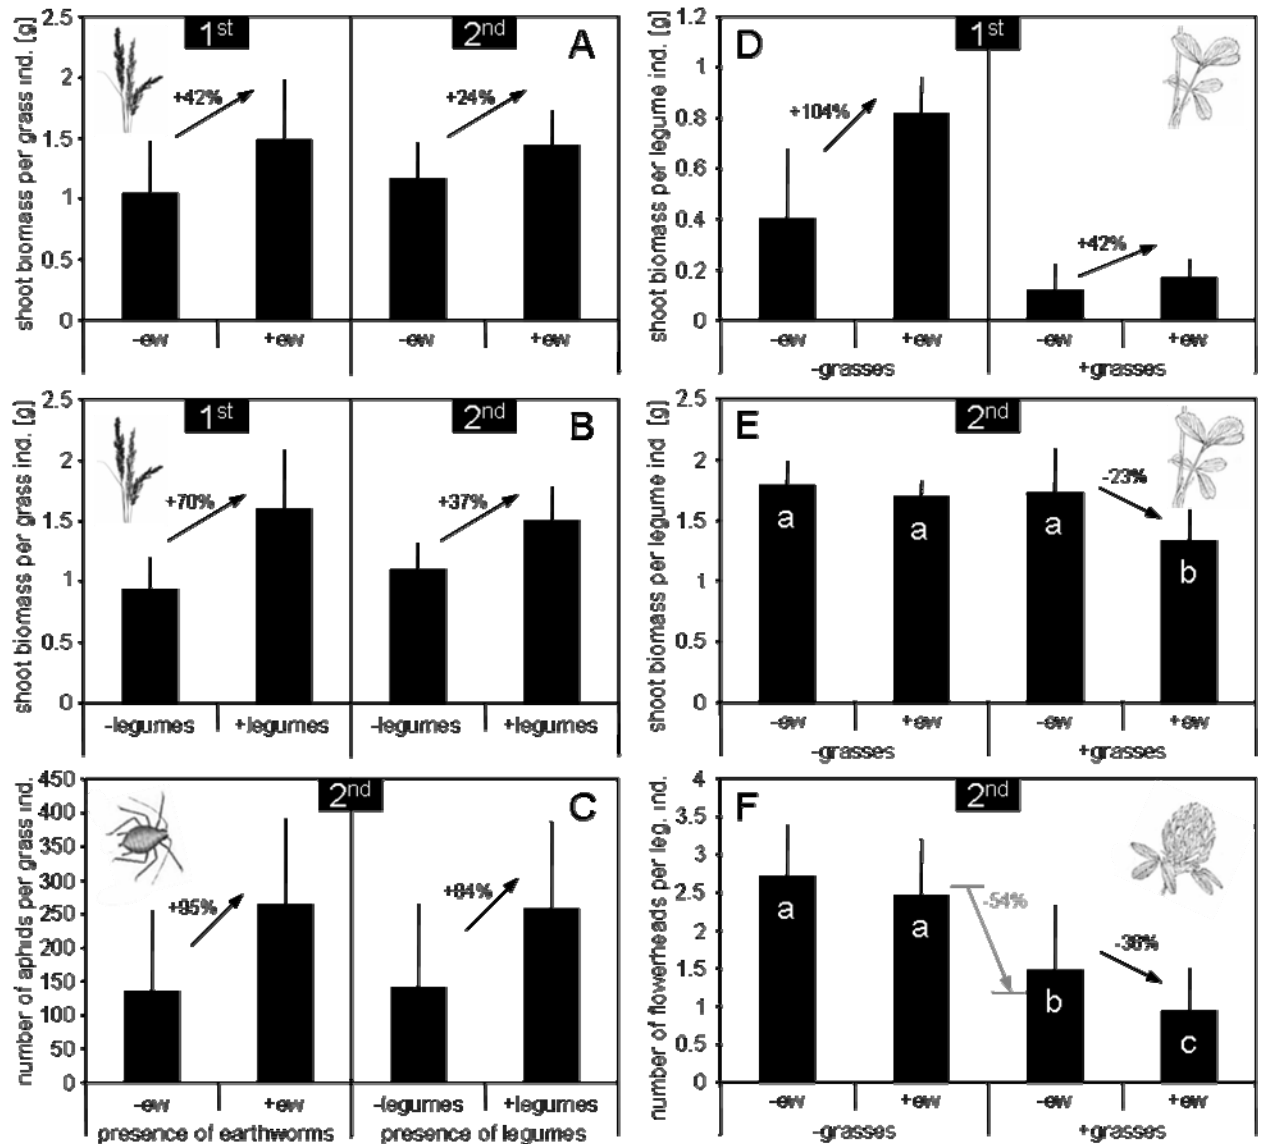 shoot biomass per grass ind. [g]
2.5
2
1.5
1
0.5
0
1st
2nd
A
+42%
+24%
-ew
+ew
-ew
+ew
shoot biomass per legume ind. [g]
1.2
1
0.8
0.6
0.4
0.2
0
D
1st
+104%
+42%
-ew
+ew
-ew
+ew
-grasses
+grasses
shoot biomass per grass ind. [g]
2.5
2
1.5
1
0.5
0
1st
2nd
B
+70%
+37%
-legumes
+legumes
-legumes
+legumes
shoot biomass per legume ind [g]
2.5
2
1.5
1
0.5
0
E
2nd
-23%
a
a
a
b
-ew
+ew
-ew
+ew
-grasses
+grasses
number of aphids per grass ind.
450
400
350
300
250
200
150
100
50
0
2nd
C
+95%
+84%
-ew
+ew
-legumes
+legumes
presence of earthworms
presence of legumes
number of flowerheads per leg. ind.
4
3.5
3
2.5
2
1.5
1
0.5
0
F
2nd
-54%
-36%
a
a
b
c
-ew
+ew
-ew
+ew
-grasses
+grasses